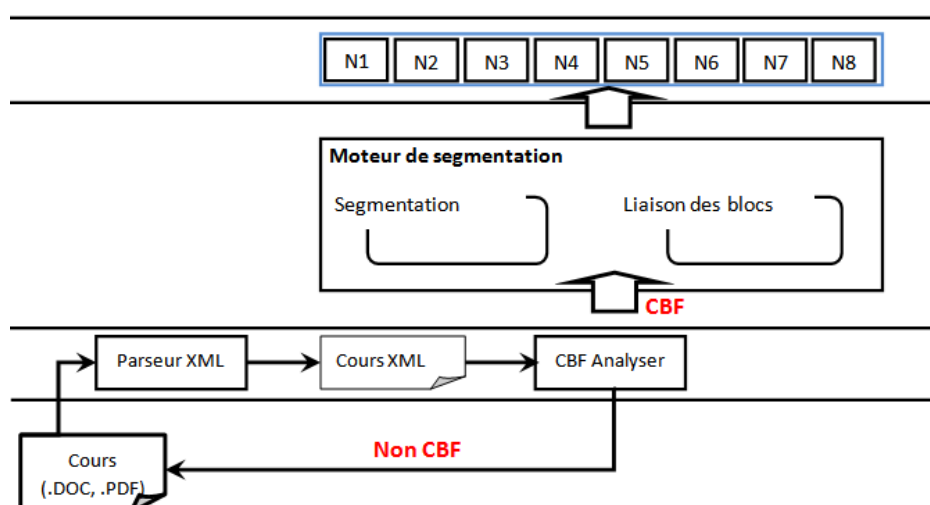 N1 N2 N3 N4 N5 N6 N7 N8
Moteur de segmentation
Segmentation Liaison des blocs
CBF
Parseur XML Cours XML CBF Analyser
Non CBF
Cours
(.DOC, .PDF)